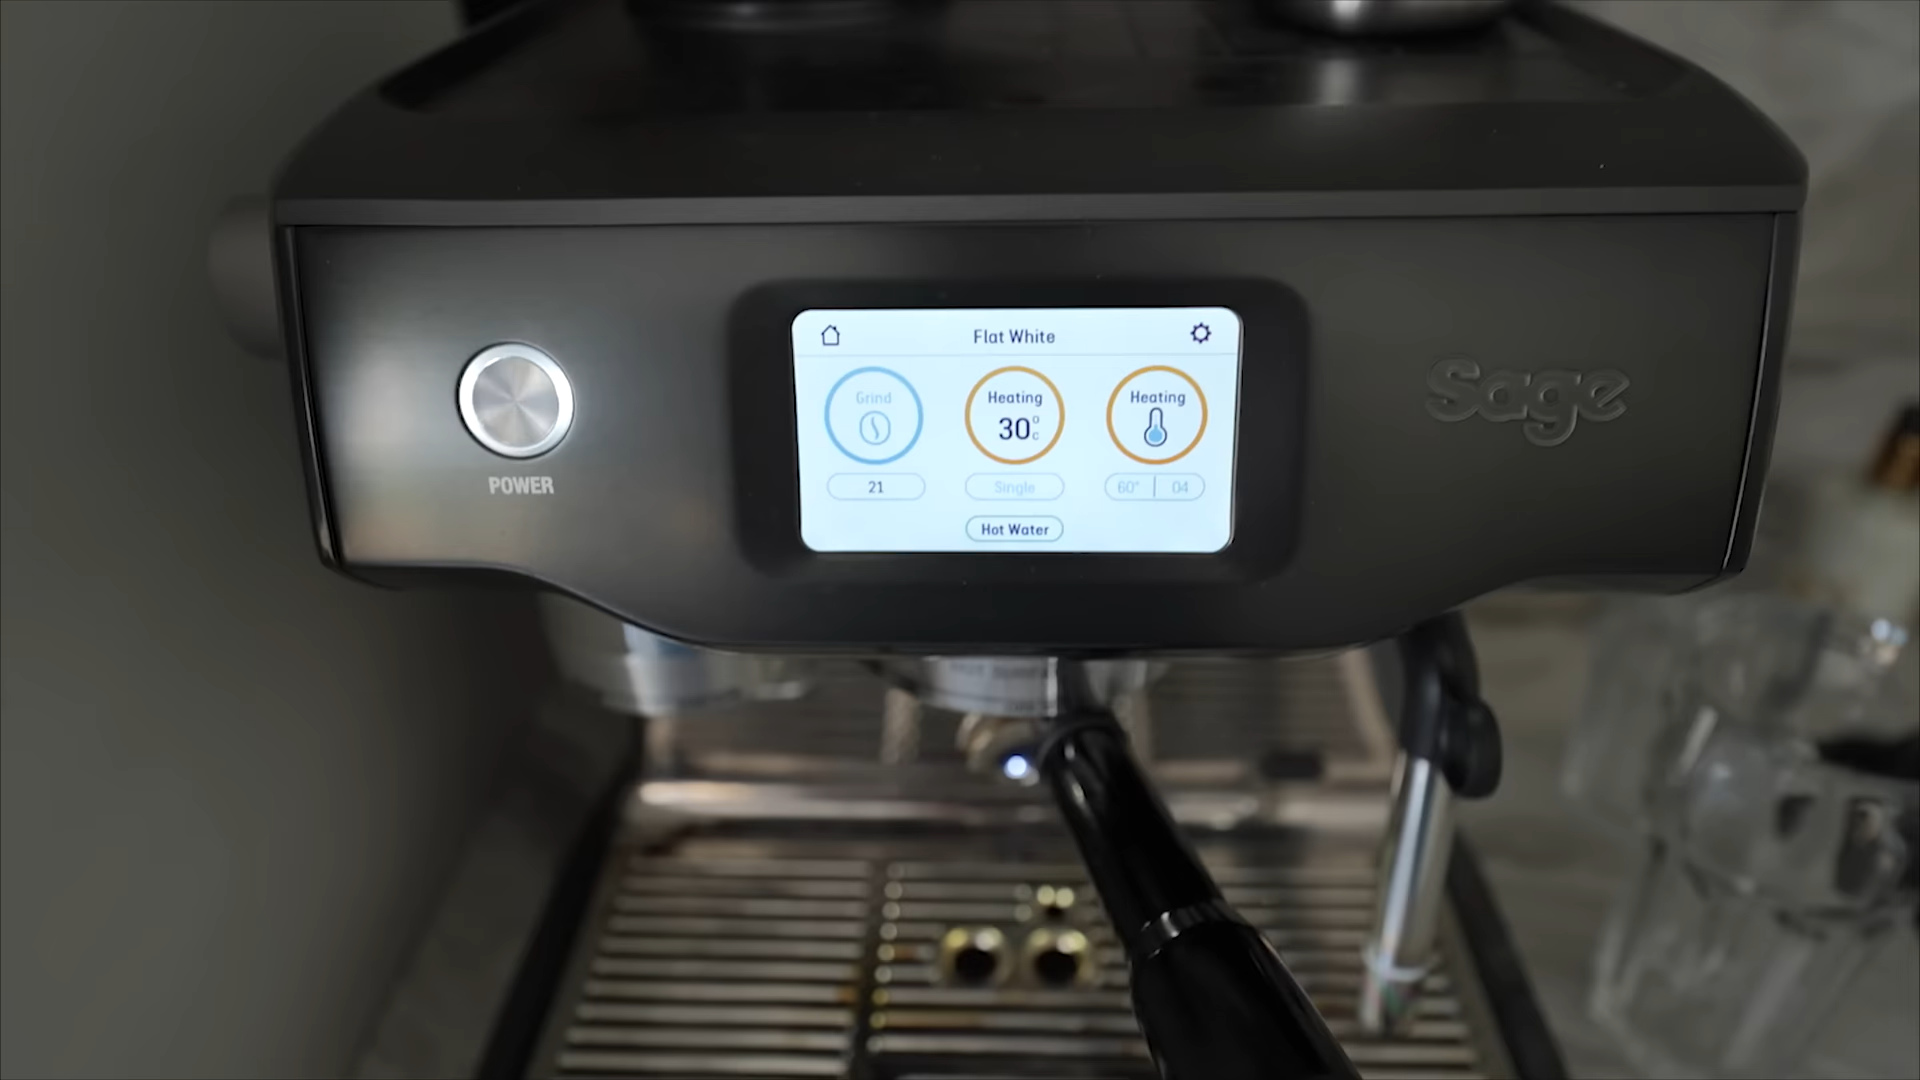 Flat White
Grind
Heating
30°c
Heating
21
Single
60° | 04
Hot Water
POWER
Sage